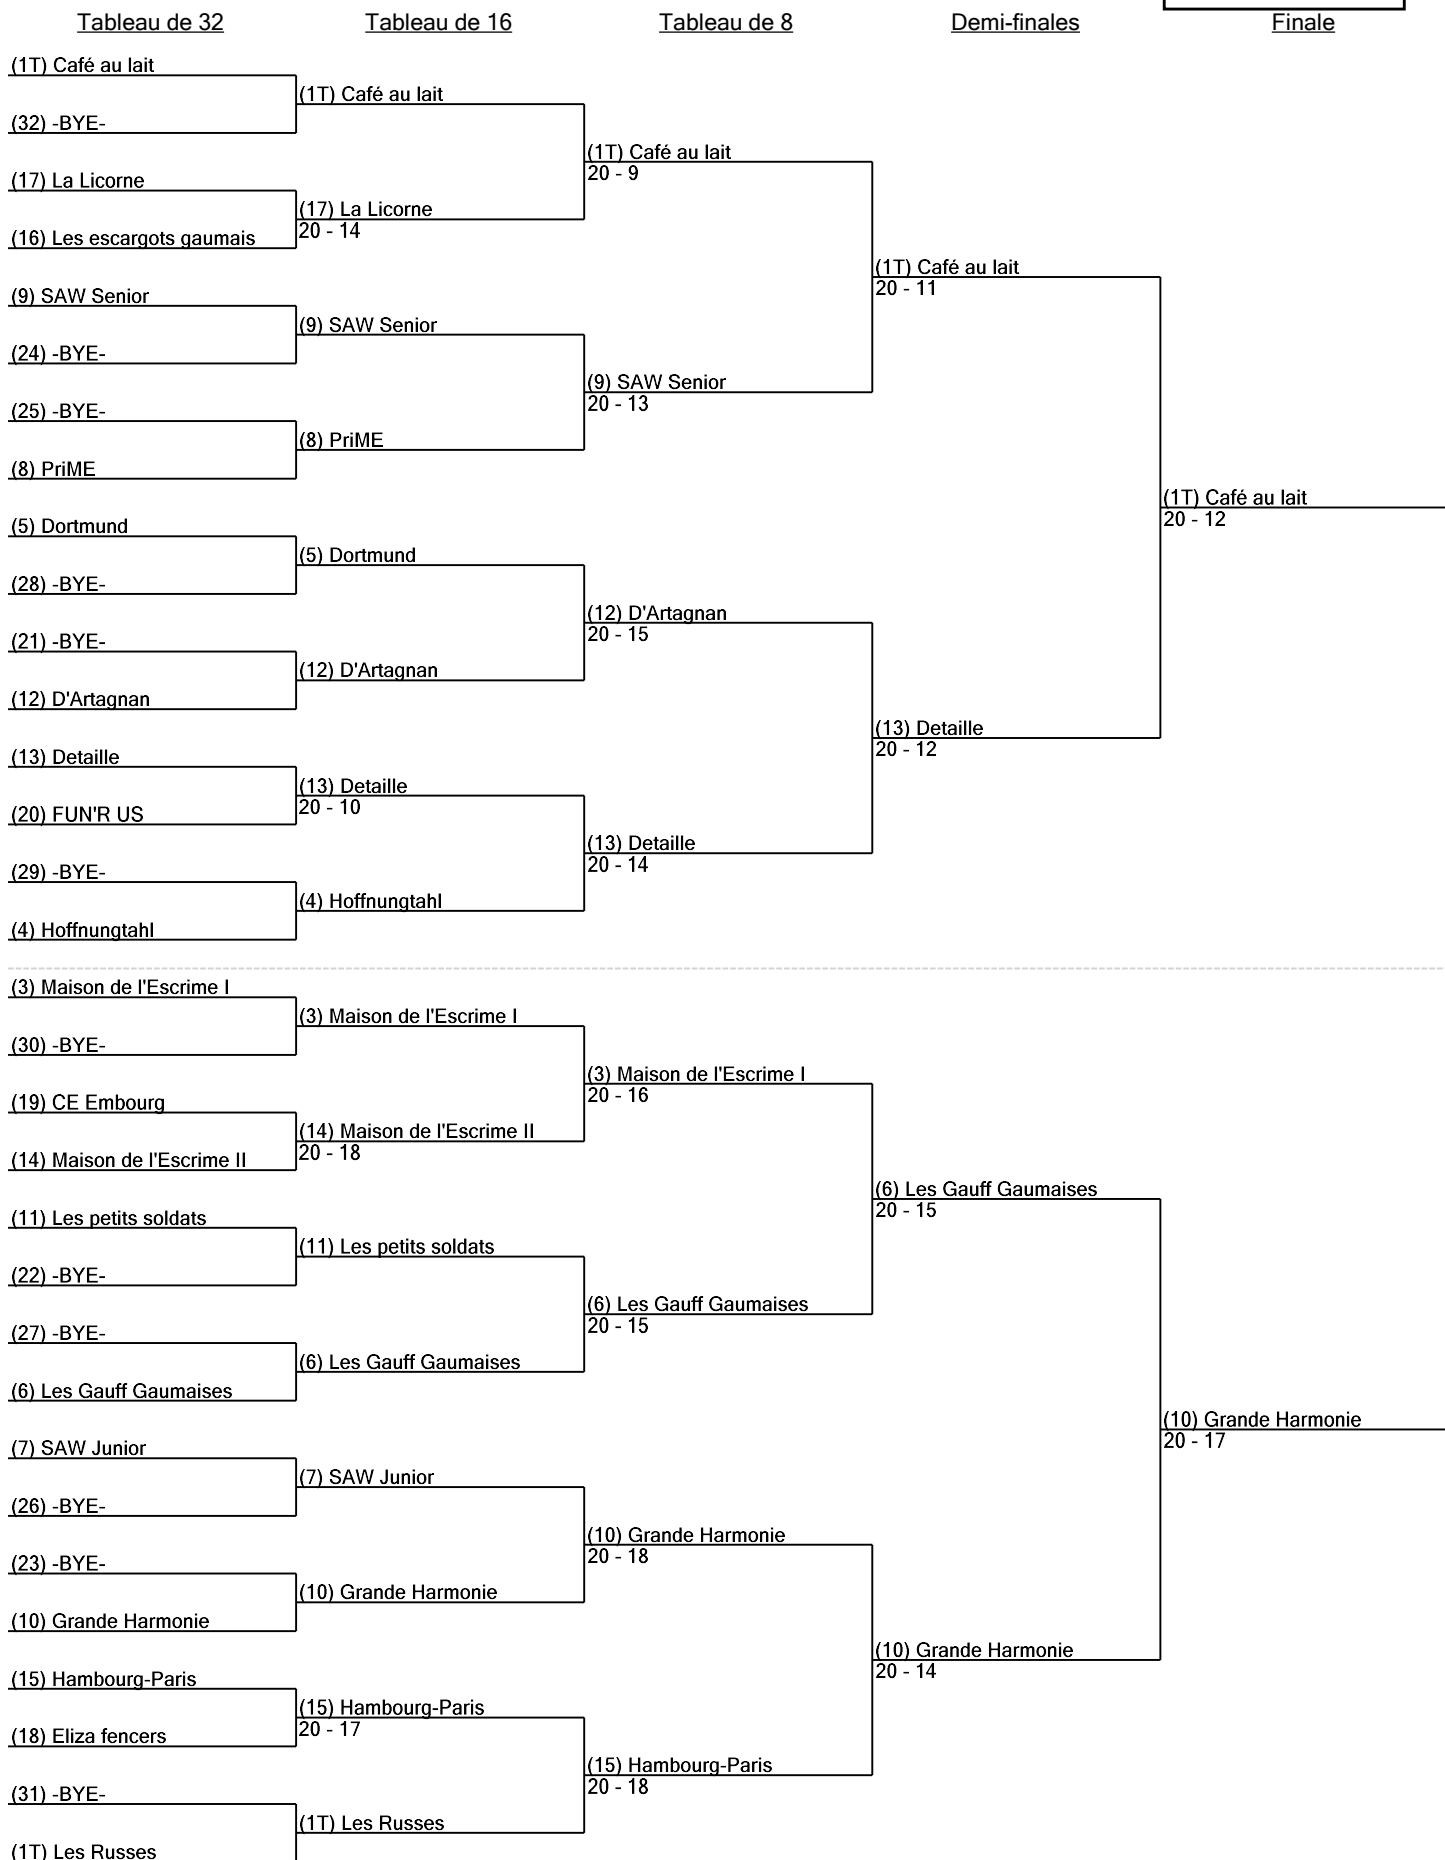 Tableau de 32
Tableau de 16
Tableau de 8
Demi-finales
Finale
(1T) Café au lait
(32) -BYE-
(17) La Licorne
(16) Les escargots gaumais
(9) SAW Senior
(24) -BYE-
(25) -BYE-
(8) PriME
(5) Dortmund
(28) -BYE-
(21) -BYE-
(12) D'Artagnan
(13) Detaille
(20) FUN'R US
(29) -BYE-
(4) Hoffnungtahl
(3) Maison de l'Escrime I
(30) -BYE-
(19) CE Embourg
(14) Maison de l'Escrime II
(11) Les petits soldats
(22) -BYE-
(27) -BYE-
(6) Les Gauff Gaumaises
(7) SAW Junior
(26) -BYE-
(23) -BYE-
(10) Grande Harmonie
(15) Hambourg-Paris
(18) Eliza fencers
(31) -BYE-
(1T) Les Russes
(1T) Café au lait
(17) La Licorne
20 - 14
(9) SAW Senior
(8) PriME
(5) Dortmund
(12) D'Artagnan
(13) Detaille
20 - 10
(4) Hoffnungtahl
(3) Maison de l'Escrime I
(14) Maison de l'Escrime II
20 - 18
(11) Les petits soldats
(6) Les Gauff Gaumaises
(7) SAW Junior
(10) Grande Harmonie
(15) Hambourg-Paris
20 - 17
(1T) Les Russes
(1T) Café au lait
20 - 9
(9) SAW Senior
20 - 13
(12) D'Artagnan
20 - 15
(13) Detaille
20 - 14
(3) Maison de l'Escrime I
20 - 16
(6) Les Gauff Gaumaises
20 - 15
(10) Grande Harmonie
20 - 18
(15) Hambourg-Paris
20 - 18
(1T) Café au lait
20 - 11
(13) Detaille
20 - 12
(6) Les Gauff Gaumaises
20 - 15
(10) Grande Harmonie
20 - 14
(1T) Café au lait
20 - 12
(10) Grande Harmonie
20 - 17